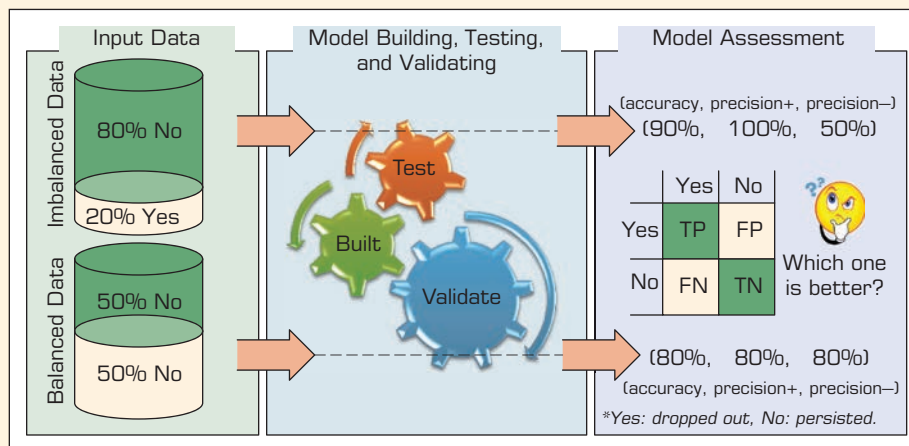 Input Data
Imbalanced Data
80% No
20% Yes
Balanced Data
50% No
50% No
Model Building, Testing,
and Validating
Test
Built
Validate
Model Assessment
(accuracy, precision+, precision–)
(90%, 100%, 50%)
Yes No
Yes TP FP
No FN TN
??
Which one
is better?
(80%, 80%, 80%)
(accuracy, precision+, precision–)
*Yes: dropped out, No: persisted.